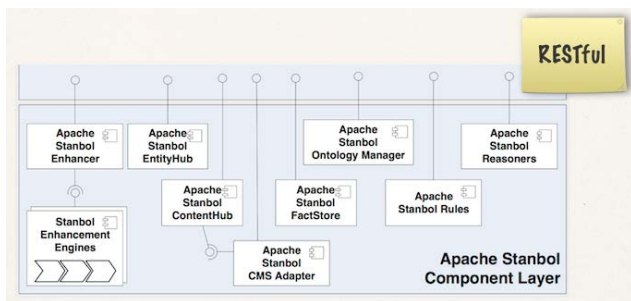 RESTful
Apache
Stanbol
Enhancer
Apache
Stanbol
EntityHub
Apache
Stanbol
Ontology Manager
Apache
Stanbol
Reasoners
Apache
Stanbol
ContentHub
Apache
Stanbol
FactStore
Apache
Stanbol Rules
Stanbol
Enhancement
Engines
Apache
Stanbol
CMS Adapter
Apache Stanbol
Component Layer